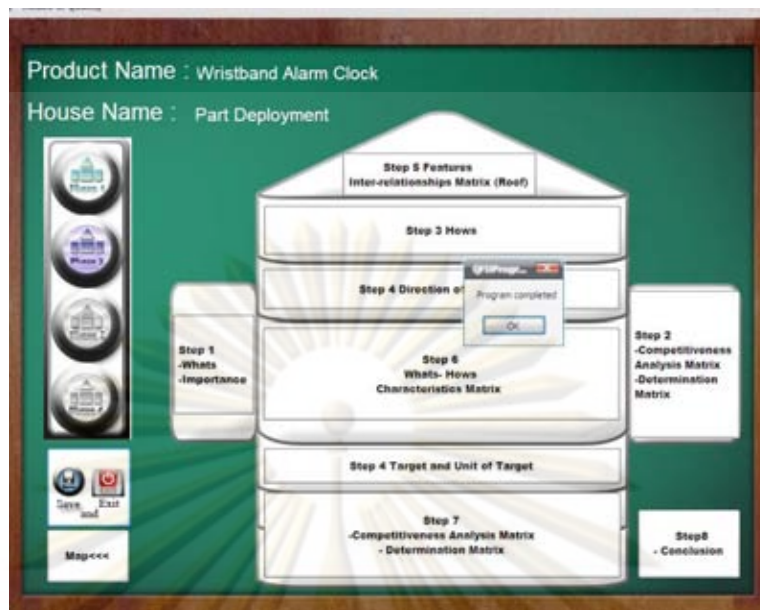 Product Name : Wristband Alarm Clock
House Name : Part Deployment
Phase 1
Step 5 Features
Inter-relationships Matrix (Roof)
Step 3 Hows
Step 4 Direction of
Program completed
OK
Step 1
-Whats
-Importance
Step 6
Whats- Hows
Characteristics Matrix
Step 2
-Competitiveness
Analysis Matrix
-Determination
Matrix
Step 4 Target and Unit of Target
Save and Exit
Step 7
-Competitiveness Analysis Matrix
- Determination Matrix
Map<<<
Step8
- Conclusion